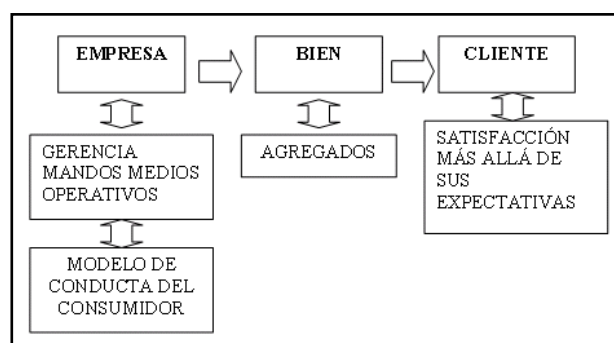 EMPRESA
BIEN
CLIENTE
GERENCIA
MANDOS MEDIOS
OPERATIVOS
AGREGADOS
SATISFACCIÓN
MÁS ALLÁ DE
SUS
EXPECTATIVAS
MODELO DE
CONDUCTA DEL
CONSUMIDOR